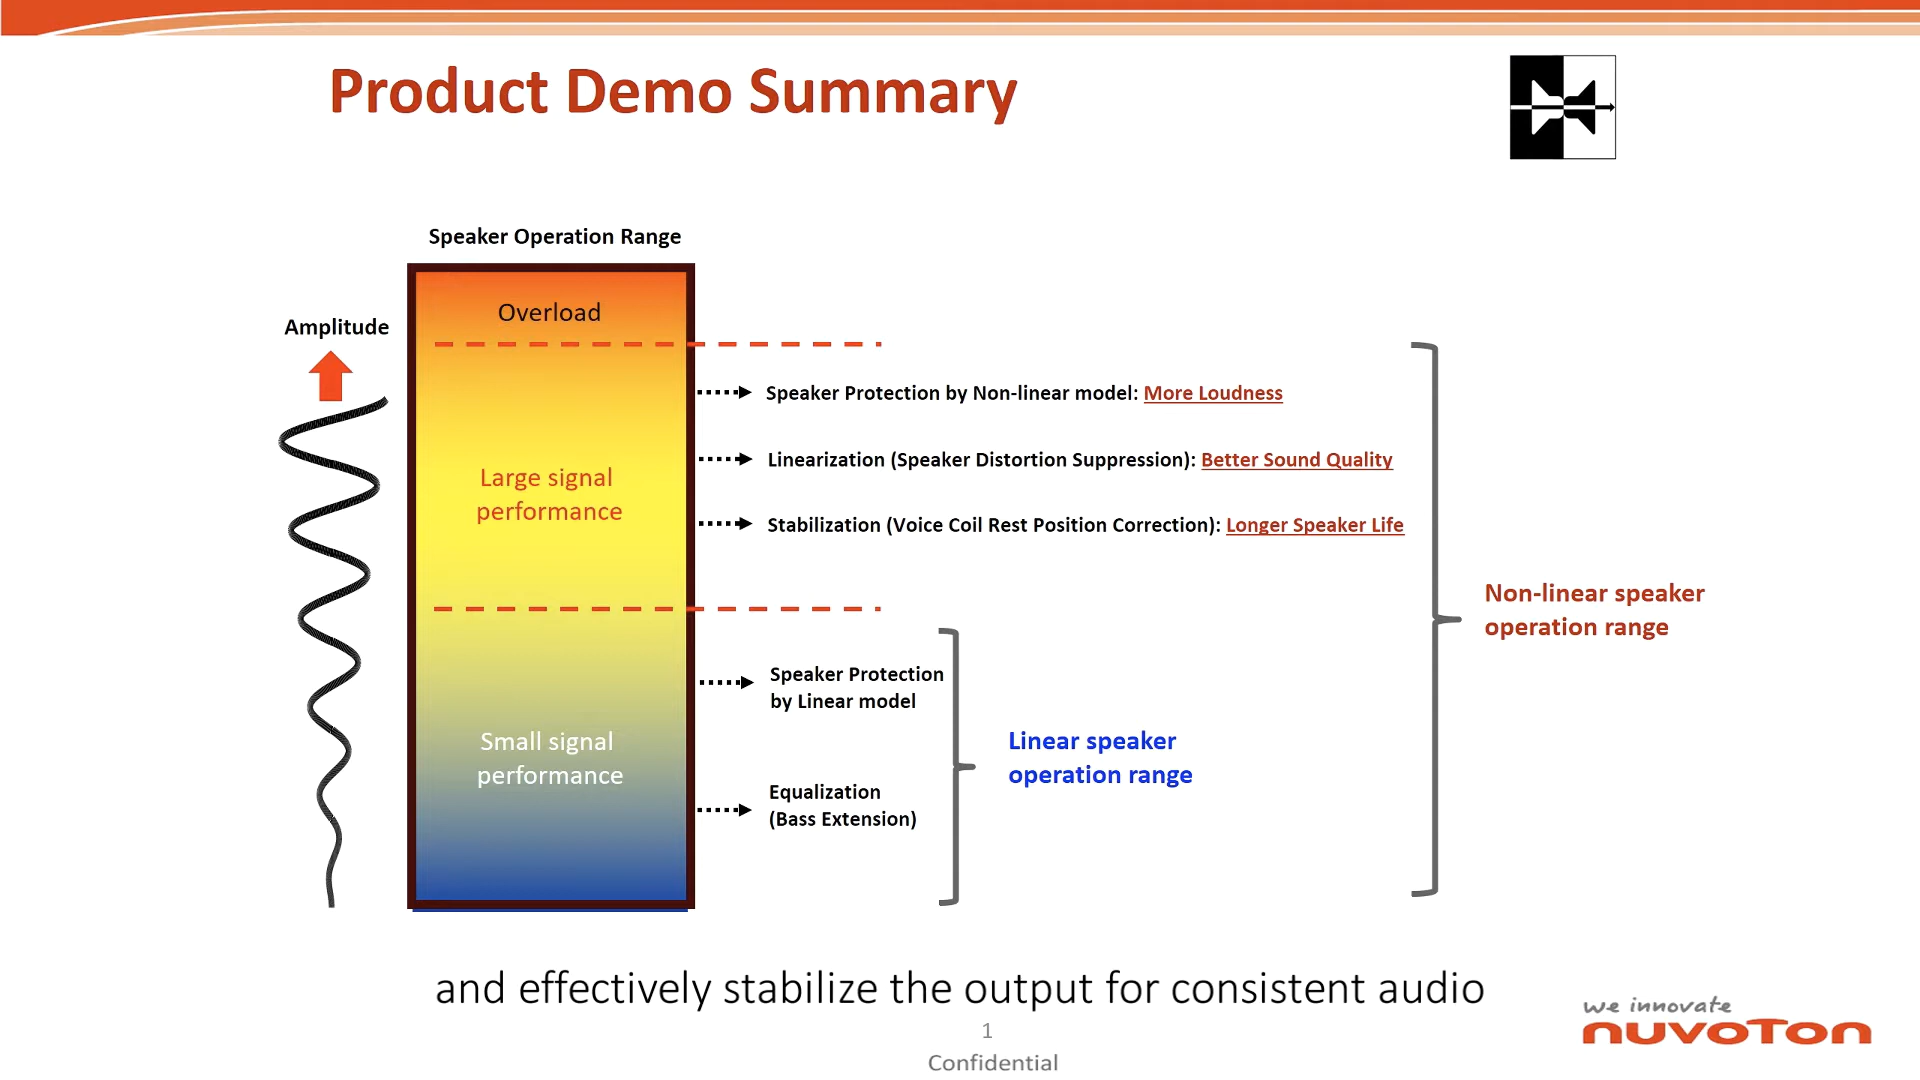 Product Demo Summary
Speaker Operation Range
Amplitude
Overload
Speaker Protection by Non-linear model: More Loudness
Linearization (Speaker Distortion Suppression): Better Sound Quality
Large signal
performance
Stabilization (Voice Coil Rest Position Correction): Longer Speaker Life
Non-linear speaker
operation range
Speaker Protection
by Linear model
Small signal
performance
Linear speaker
operation range
Equalization
(Bass Extension)
and effectively stabilize the output for consistent audio
1
Confidential
we innovate
nuvoTon